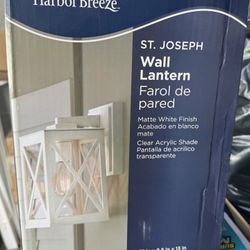 Harbor Breeze
ST. JOSEPH
Wall
Lantern
Farol de
pared
Matte White Finish
Acabado en blanco
mate
Clear Acrylic Shade
Pantalla de acrílico
transparente